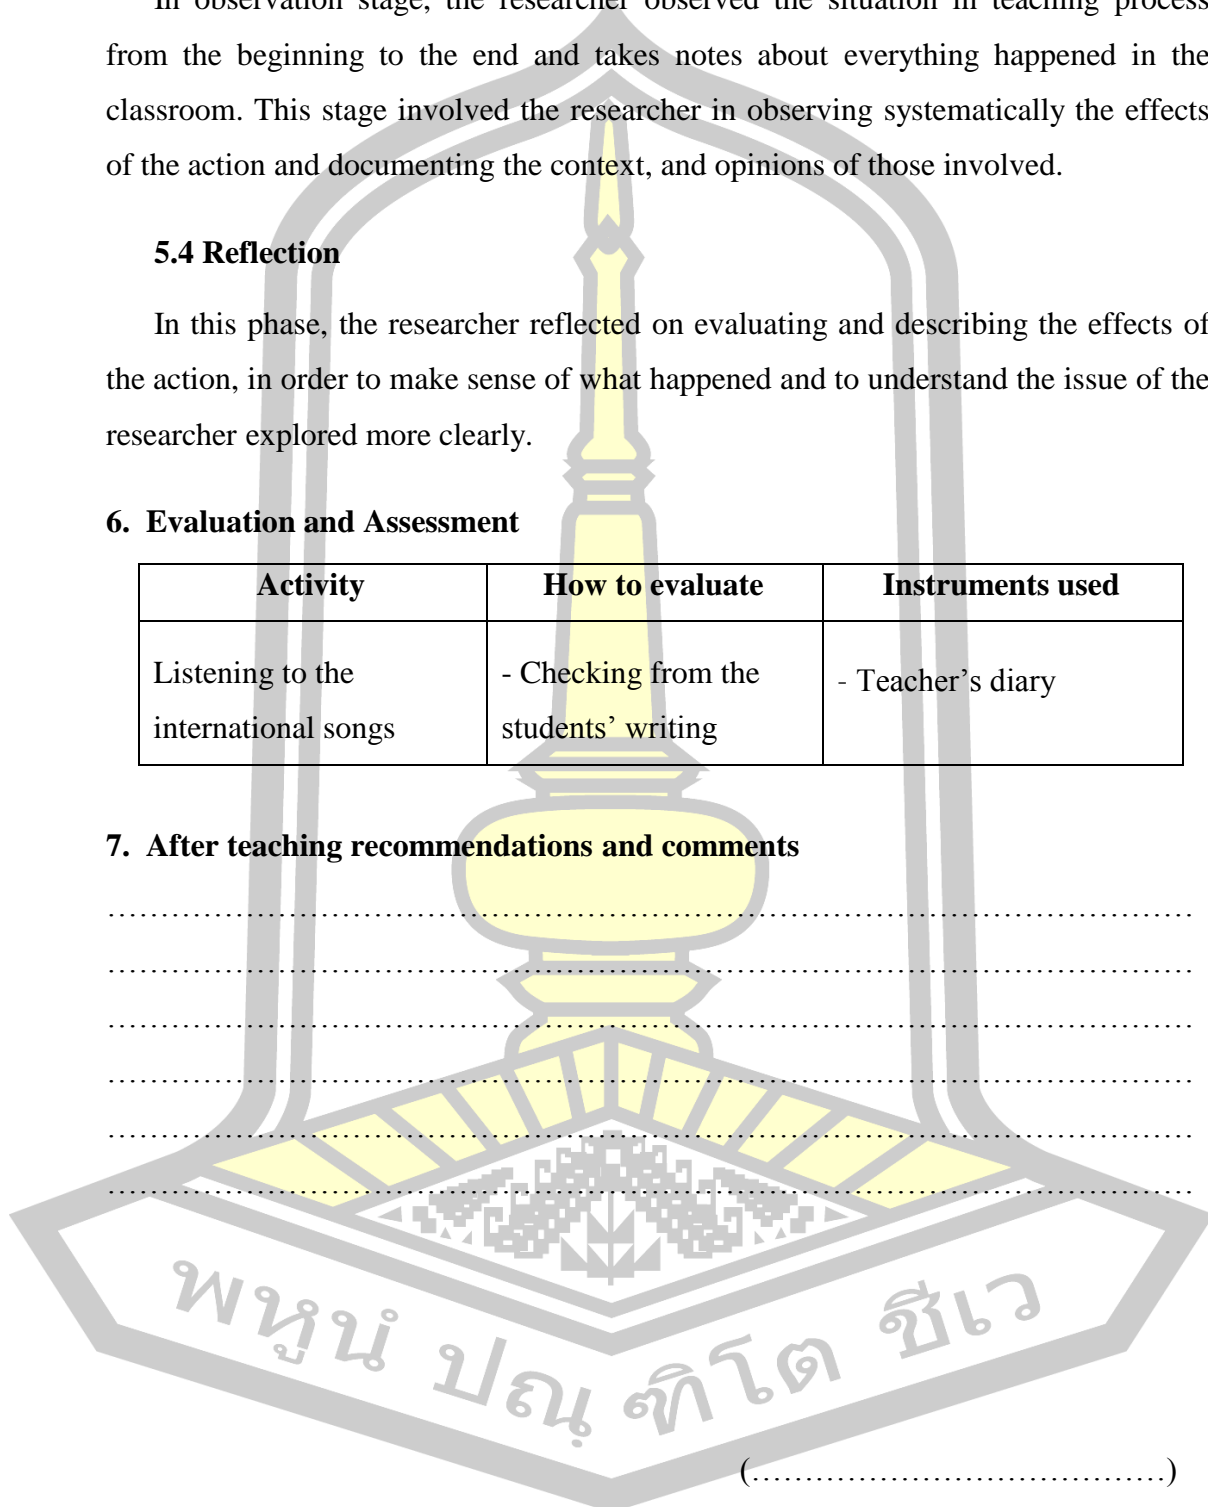 In observation stage, the researcher observed the situation in teaching process
from the beginning to the end and takes notes about everything happened in the
classroom. This stage involved the researcher in observing systematically the effects
of the action and documenting the context, and opinions of those involved.
5.4 Reflection
In this phase, the researcher reflected on evaluating and describing the effects of
the action, in order to make sense of what happened and to understand the issue of the
researcher explored more clearly.
6. Evaluation and Assessment
Activity How to evaluate Instruments used
Listening to the
international songs
- Checking from the
students’ writing
- Teacher’s diary
7. After teaching recommendations and comments
……………………………………………………………………………………………
……………………………………………………………………………………………
……………………………………………………………………………………………
……………………………………………………………………………………………
……………………………………………………………………………………………
……………………………………………………………………………………………
พหูนํ ปณฺฑิโต ชีเว
(…………………………………)